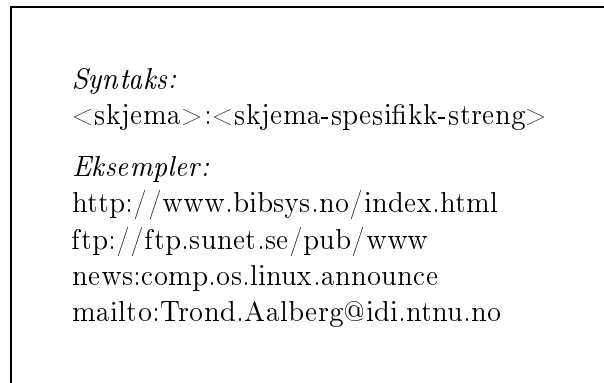 Syntaks:
<skjema>:<skjema-spesifikk-streng>
Eksempler:
http://www.bibsys.no/index.html
ftp://ftp.sunet.se/pub/www
news:comp.os.linux.announce
mailto:Trond.Aalberg@idi.ntnu.no